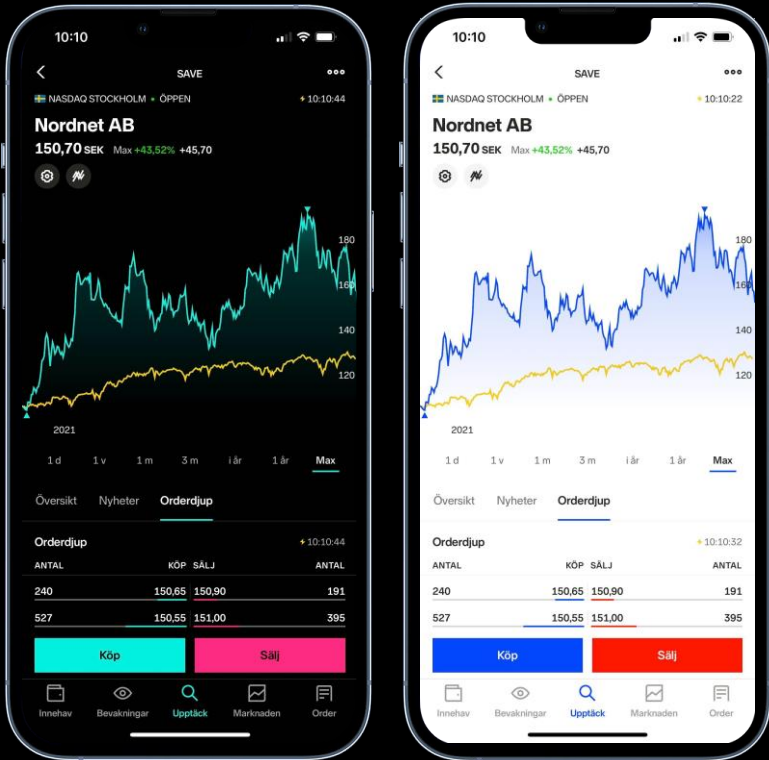 10:10
SAVE
NASDAQ STOCKHOLM • ÖPPEN 10:10:44
Nordnet AB
150,70 SEK Max +43,52% +45,70
180
160
140
120
2021
1 d 1 v 1 m 3 m i år 1 år Max
Översikt Nyheter Orderdjup
Orderdjup 10:10:44
ANTAL KÖP SÄLJ ANTAL
240 150,65 150,90 191
527 150,55 151,00 395
Köp Sälj
Innehav Bevakningar Upptäck Marknaden Order
10:10
SAVE
NASDAQ STOCKHOLM • ÖPPEN 10:10:22
Nordnet AB
150,70 SEK Max +43,52% +45,70
180
160
140
120
2021
1 d 1 v 1 m 3 m i år 1 år Max
Översikt Nyheter Orderdjup
Orderdjup 10:10:32
ANTAL KÖP SÄLJ ANTAL
240 150,65 150,90 191
527 150,55 151,00 395
Köp Sälj
Innehav Bevakningar Upptäck Marknaden Order